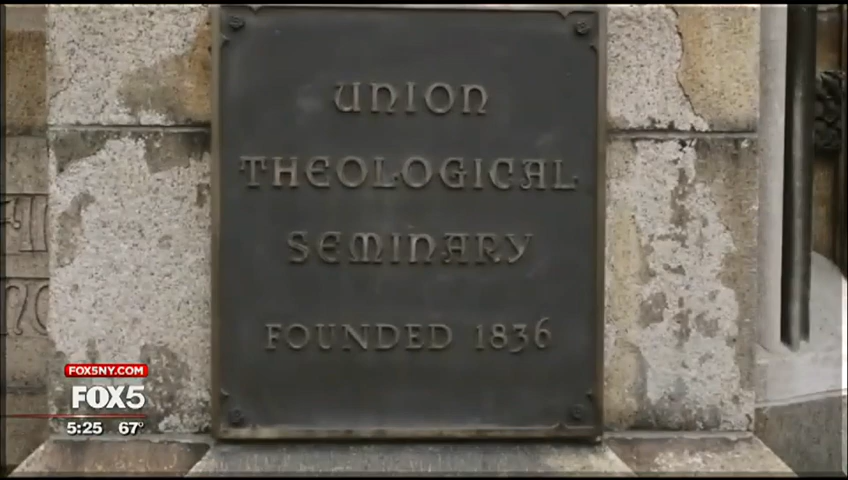 UNION
THEOLOGICAL
SEMINARY
FOUNDED 1836
FOX5NY.COM
FOX5
5:25 67°